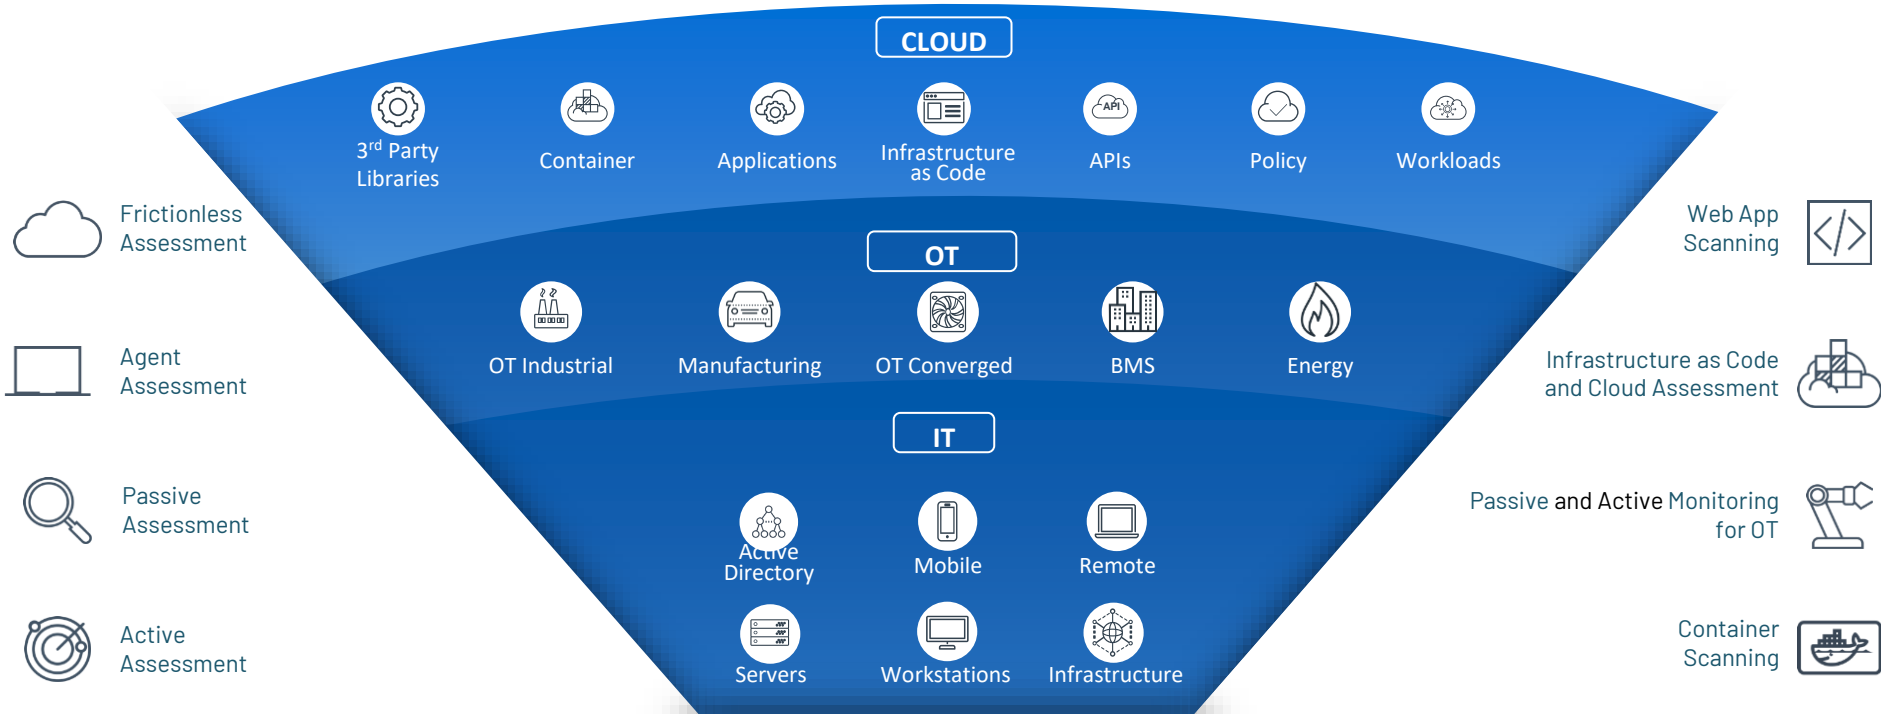 CLOUD
3rd Party
Libraries
Container
Applications
Infrastructure
as Code
API
APIs
Policy
Workloads
OT
OT Industrial
Manufacturing
OT Converged
BMS
Energy
IT
Active
Directory
Mobile
Remote
Servers
Workstations
Infrastructure
Frictionless
Assessment
Agent
Assessment
Passive
Assessment
Active
Assessment
Web App
Scanning
Infrastructure as Code
and Cloud Assessment
Passive and Active Monitoring
for OT
Container
Scanning